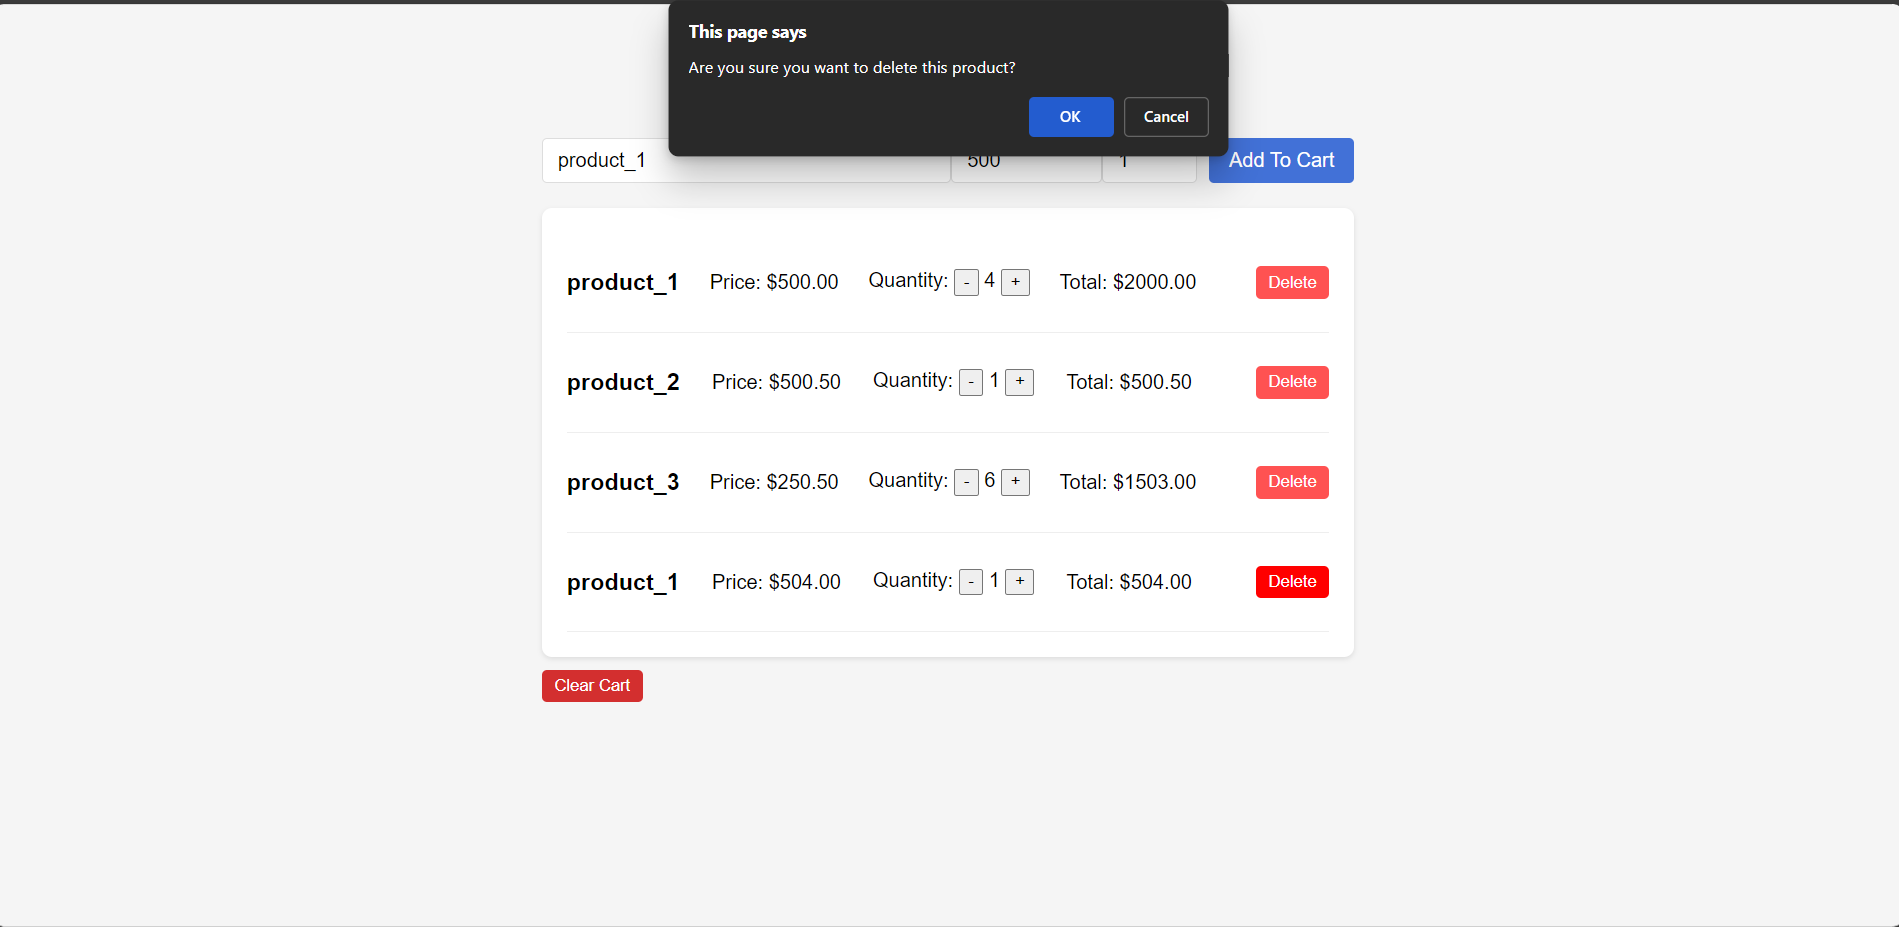 This page says
Are you sure you want to delete this product?
OK Cancel
product_1 500 1 Add To Cart
product_1 Price: $500.00 Quantity: - 4 + Total: $2000.00 Delete
product_2 Price: $500.50 Quantity: - 1 + Total: $500.50 Delete
product_3 Price: $250.50 Quantity: - 6 + Total: $1503.00 Delete
product_1 Price: $504.00 Quantity: - 1 + Total: $504.00 Delete
Clear Cart